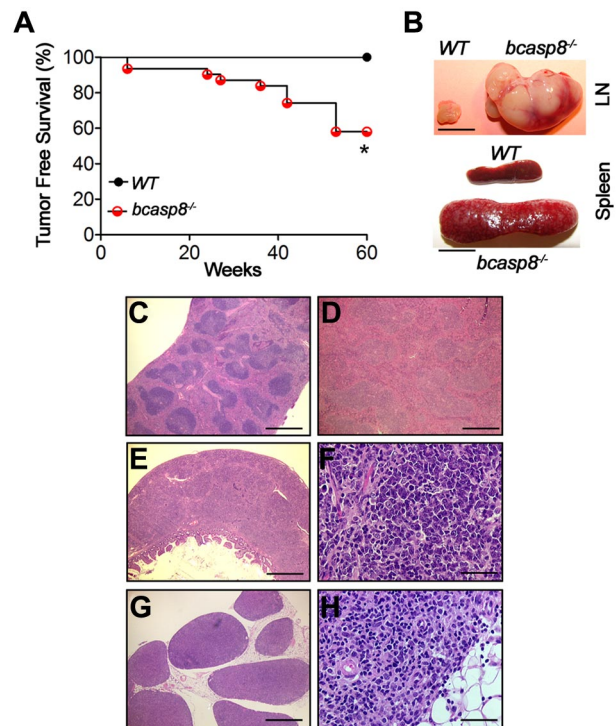 A
B
WT bcasp8-/-
LN
WT
Spleen
bcasp8-/-
Tumor Free Survival (%)
100
80
60
40
20
0
*
WT
bcasp8-/-
0 20 40 60
Weeks
C
D
E
F
G
H